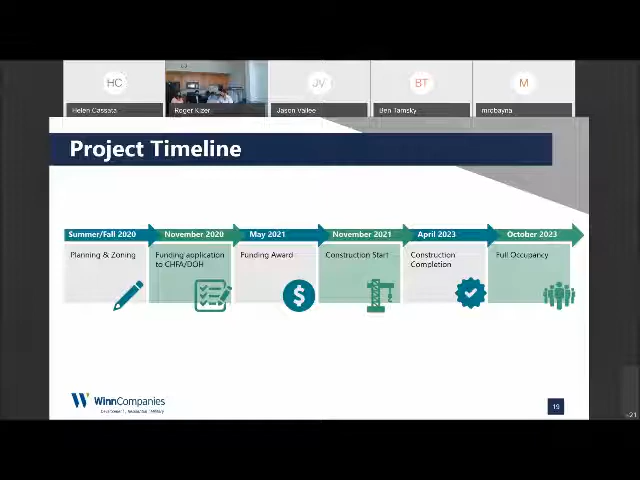 HC
JV
BT
M
Helen Cassata
Roger Kizer
Jason Vallee
Ben Tamsky
mrobayna
Project Timeline
Summer/Fall 2020
November 2020
May 2021
November 2021
April 2023
October 2023
Planning & Zoning
Funding application
to CHFA/DOH
Funding Award
Construction Start
Construction
Completion
Full Occupancy
$
WinnCompanies
19